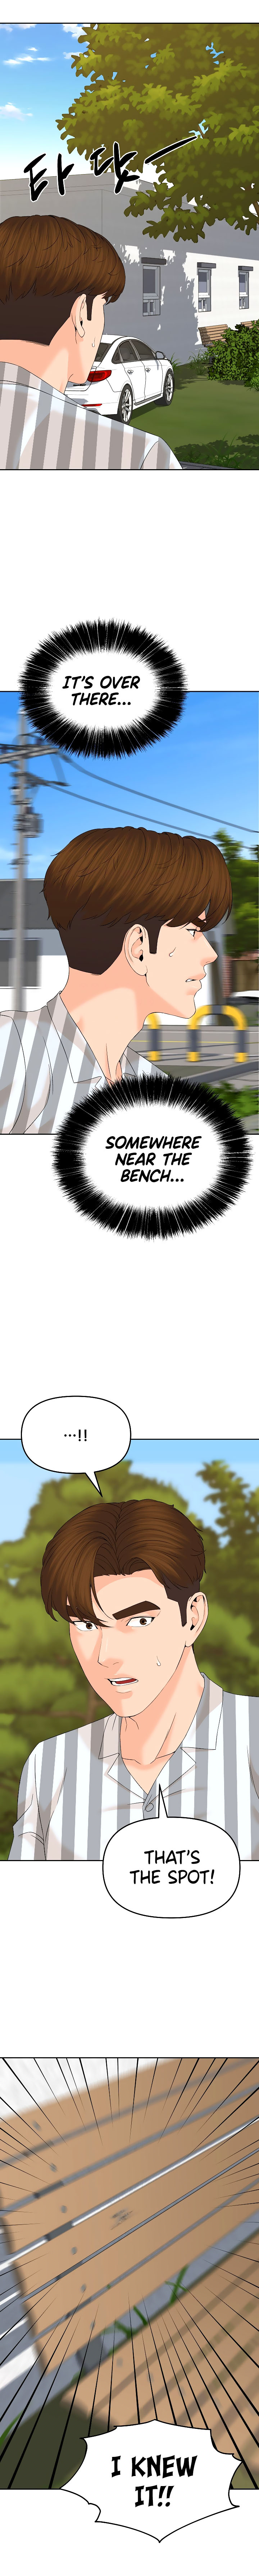 타 닷
IT'S OVER
THERE...
SOMEWHERE
NEAR THE
BENCH...
...!!
THAT'S
THE SPOT!
I KNEW
IT!!